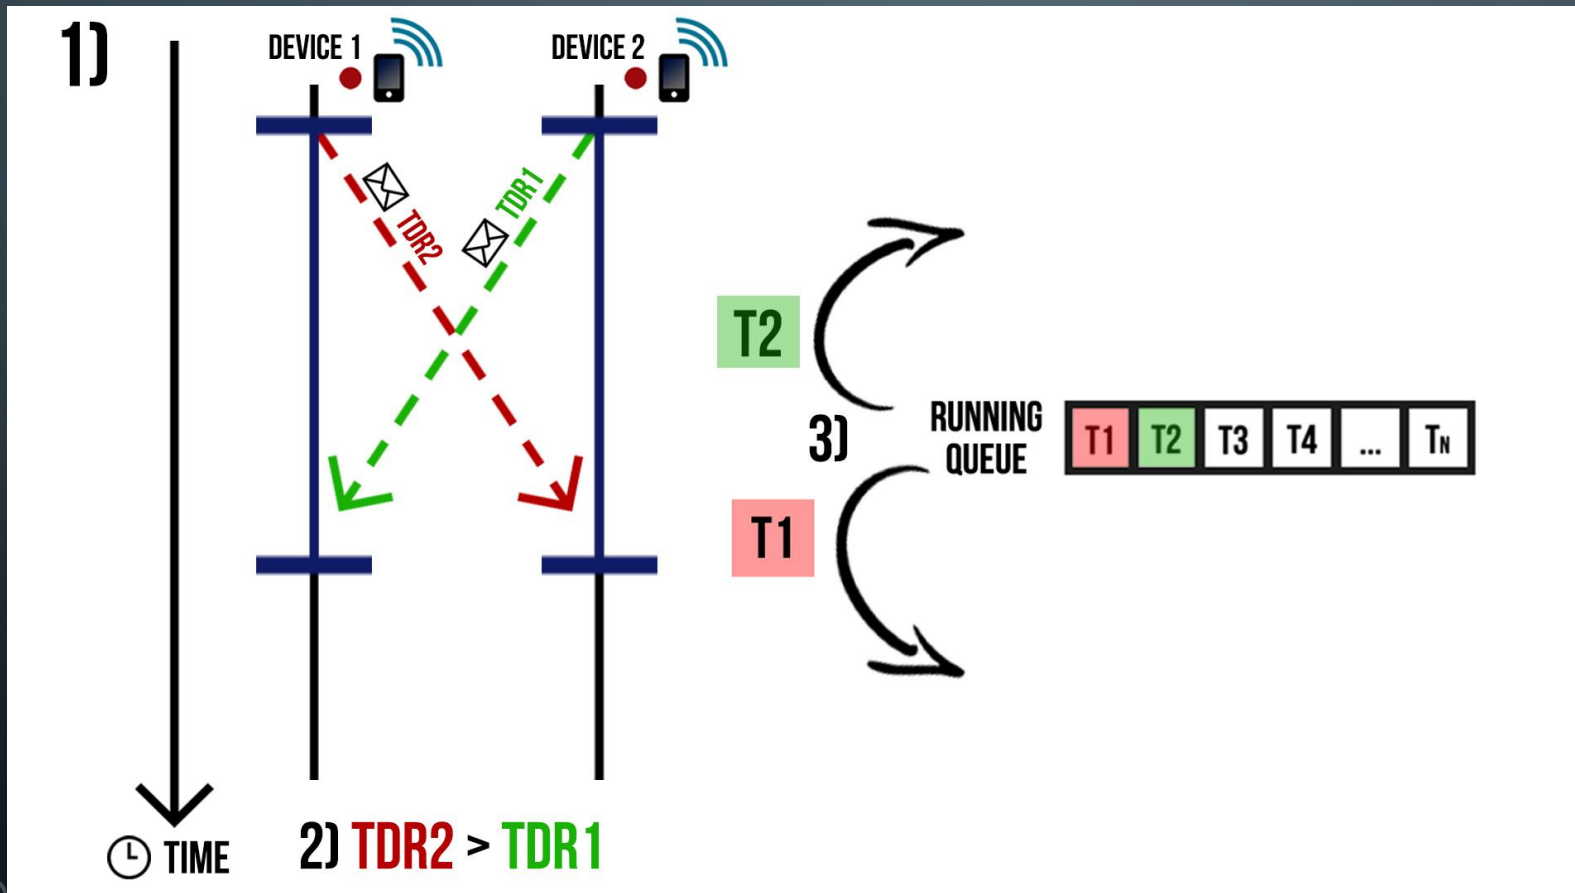 1)
DEVICE 1
DEVICE 2
TDR2
TDR1
T2
3)
RUNNING
QUEUE
T1 T2 T3 T4 ... TN
T1
TIME
2) TDR2 > TDR1